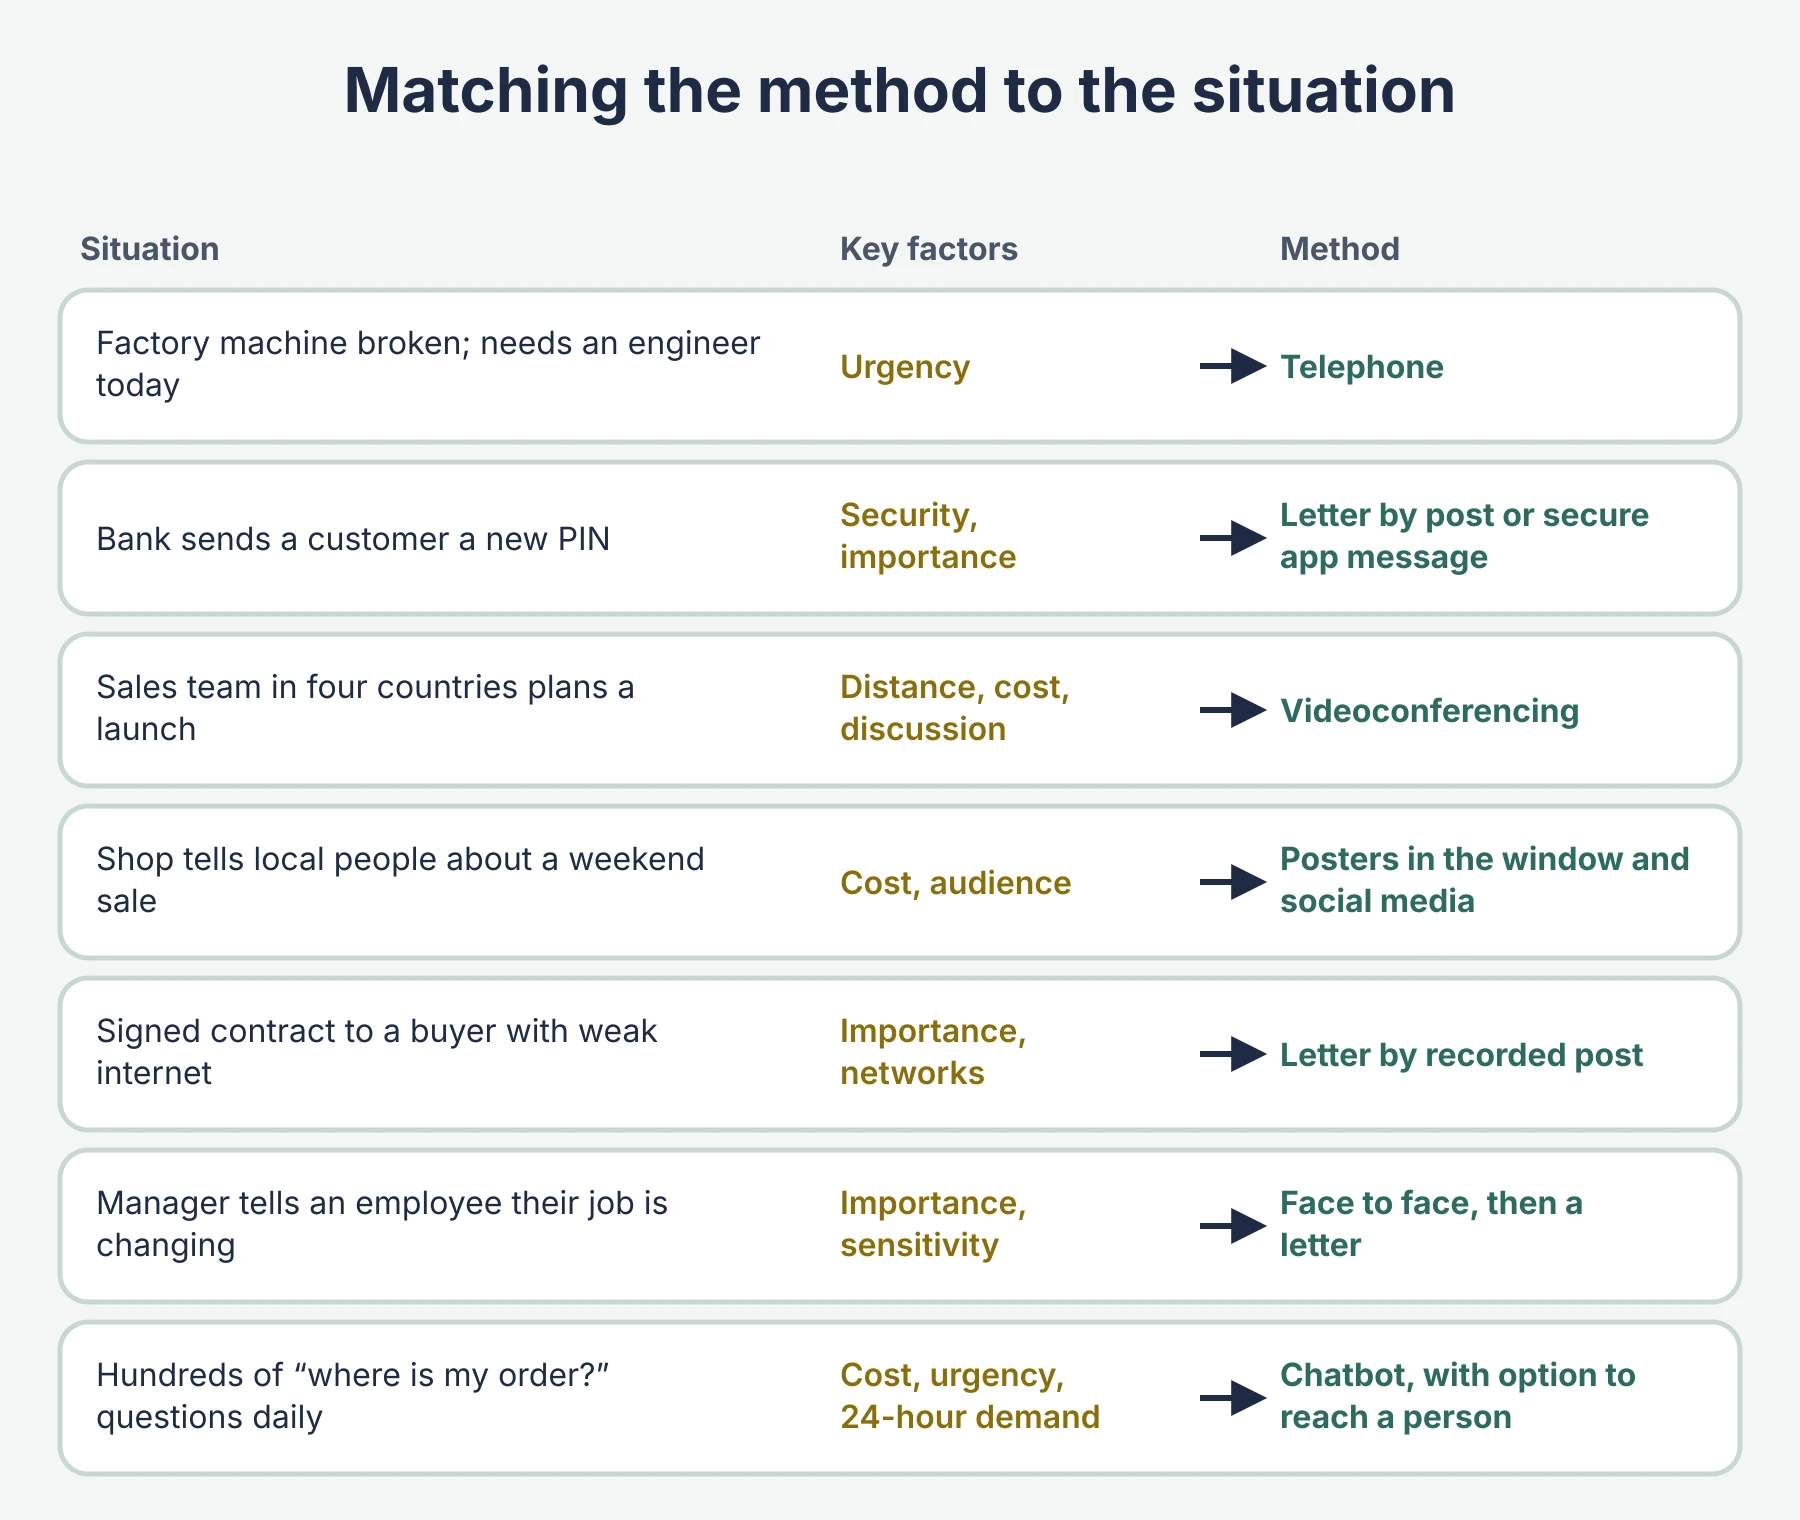 Matching the method to the situation
Situation
Key factors
Method
Factory machine broken; needs an engineer
today
Urgency
Telephone
Bank sends a customer a new PIN
Security,
importance
Letter by post or secure
app message
Sales team in four countries plans a
launch
Distance, cost,
discussion
Videoconferencing
Shop tells local people about a weekend
sale
Cost, audience
Posters in the window and
social media
Signed contract to a buyer with weak
internet
Importance,
networks
Letter by recorded post
Manager tells an employee their job is
changing
Importance,
sensitivity
Face to face, then a
letter
Hundreds of “where is my order?”
questions daily
Cost, urgency,
24-hour demand
Chatbot, with option to
reach a person